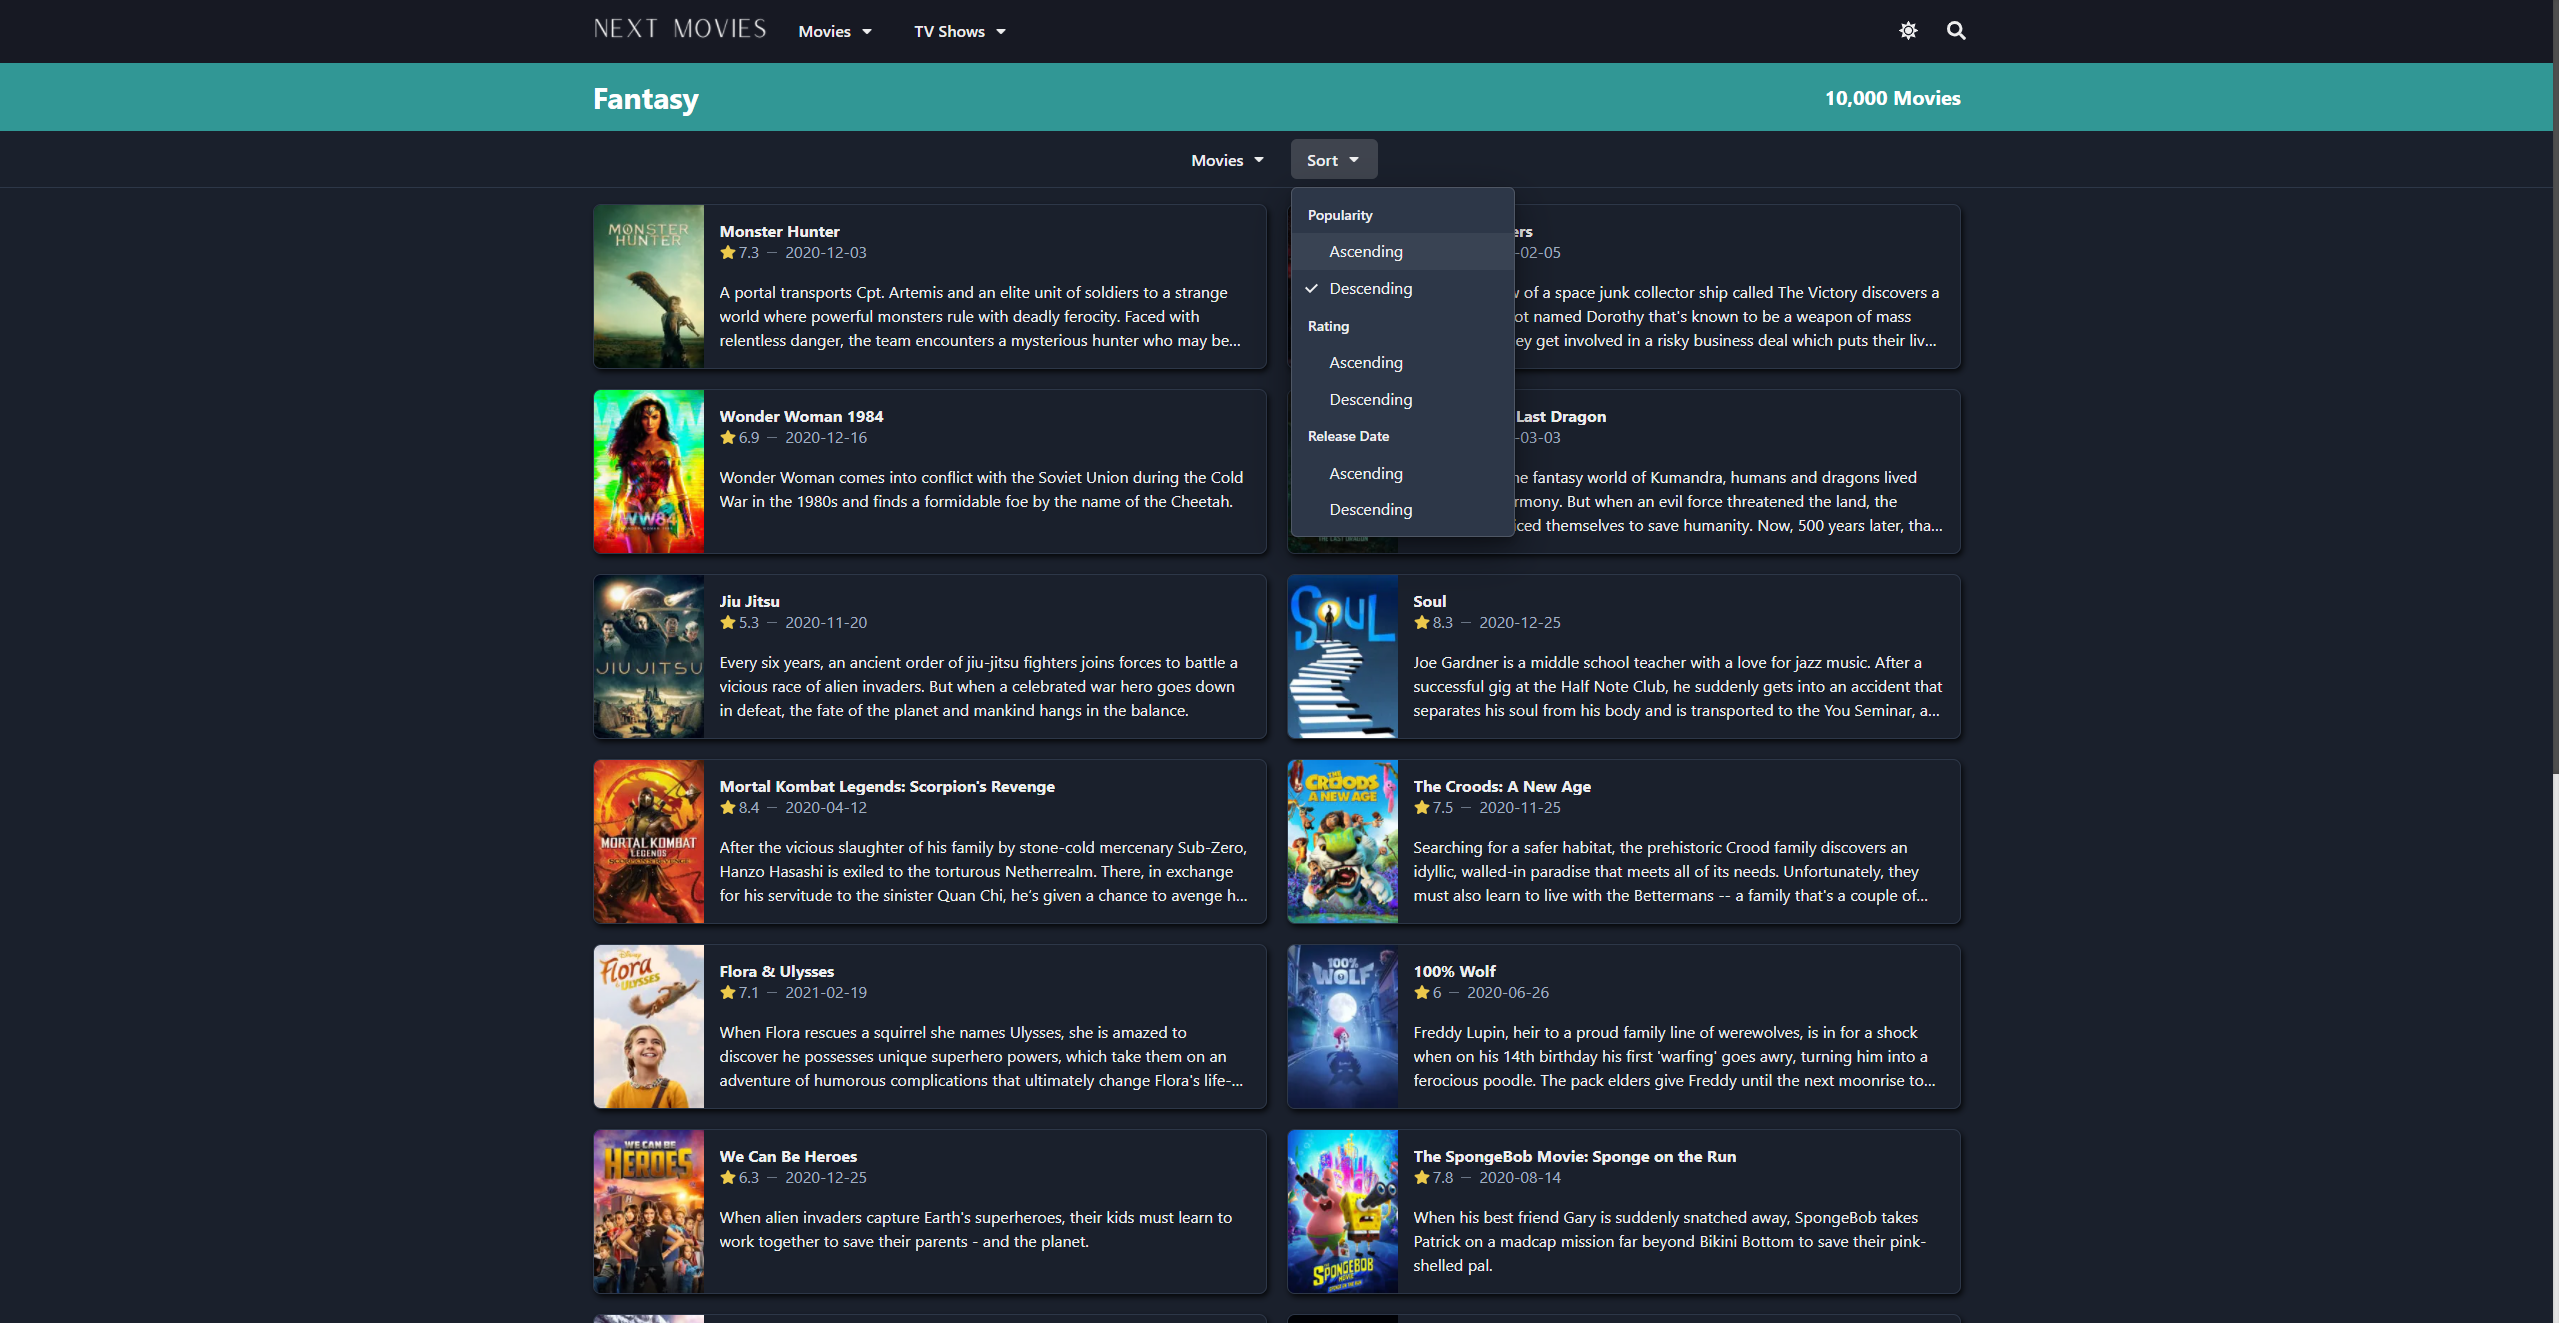 NEXT MOVIES
Movies
TV Shows
Fantasy
10,000 Movies
Movies
Sort
Popularity
Ascending
Descending
Rating
Ascending
Descending
Release Date
Ascending
Descending
MONSTER
HUNTER
Monster Hunter
7.3 — 2020-12-03
A portal transports Cpt. Artemis and an elite unit of soldiers to a strange
world where powerful monsters rule with deadly ferocity. Faced with
relentless danger, the team encounters a mysterious hunter who may be...
ers
-02-05
of a space junk collector ship called The Victory discovers a
ot named Dorothy that's known to be a weapon of mass
ey get involved in a risky business deal which puts their liv...
WW84
Wonder Woman 1984
6.9 — 2020-12-16
Wonder Woman comes into conflict with the Soviet Union during the Cold
War in the 1980s and finds a formidable foe by the name of the Cheetah.
THE LAST DRAGON
Last Dragon
-03-03
he fantasy world of Kumandra, humans and dragons lived
rmony. But when an evil force threatened the land, the
iced themselves to save humanity. Now, 500 years later, tha...
JIU JITSU
Jiu Jitsu
5.3 — 2020-11-20
Every six years, an ancient order of jiu-jitsu fighters joins forces to battle a
vicious race of alien invaders. But when a celebrated war hero goes down
in defeat, the fate of the planet and mankind hangs in the balance.
SOUL
Soul
8.3 — 2020-12-25
Joe Gardner is a middle school teacher with a love for jazz music. After a
successful gig at the Half Note Club, he suddenly gets into an accident that
separates his soul from his body and is transported to the You Seminar, a...
MORTAL KOMBAT
LEGENDS
SCORPION'S REVENGE
Mortal Kombat Legends: Scorpion's Revenge
8.4 — 2020-04-12
After the vicious slaughter of his family by stone-cold mercenary Sub-Zero,
Hanzo Hasashi is exiled to the torturous Netherrealm. There, in exchange
for his servitude to the sinister Quan Chi, he’s given a chance to avenge h...
THE
CROODS
A NEW AGE
The Croods: A New Age
7.5 — 2020-11-25
Searching for a safer habitat, the prehistoric Crood family discovers an
idyllic, walled-in paradise that meets all of its needs. Unfortunately, they
must also learn to live with the Bettermans -- a family that's a couple of...
Disney
Flora
& ULYSSES
Flora & Ulysses
7.1 — 2021-02-19
When Flora rescues a squirrel she names Ulysses, she is amazed to
discover he possesses unique superhero powers, which take them on an
adventure of humorous complications that ultimately change Flora's life-...
100%
WOLF
100% Wolf
6 — 2020-06-26
Freddy Lupin, heir to a proud family line of werewolves, is in for a shock
when on his 14th birthday his first 'warfing' goes awry, turning him into a
ferocious poodle. The pack elders give Freddy until the next moonrise to...
WE CAN BE
HEROES
We Can Be Heroes
6.3 — 2020-12-25
When alien invaders capture Earth's superheroes, their kids must learn to
work together to save their parents - and the planet.
THE
SPONGEBOB
MOVIE
The SpongeBob Movie: Sponge on the Run
7.8 — 2020-08-14
When his best friend Gary is suddenly snatched away, SpongeBob takes
Patrick on a madcap mission far beyond Bikini Bottom to save their pink-
shelled pal.